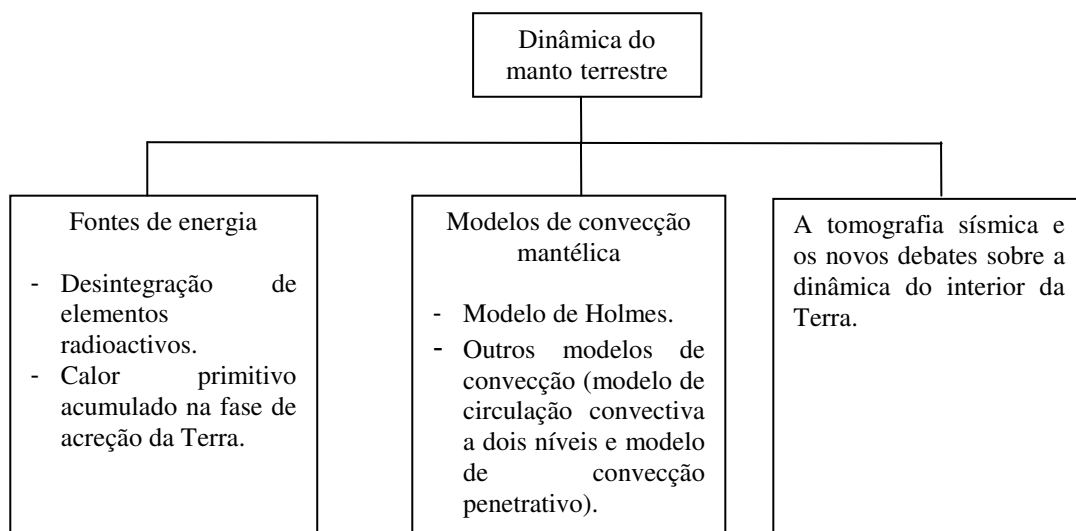 Dinâmica do
manto terrestre
Fontes de energia
- Desintegração de
elementos
radioactivos.
- Calor primitivo
acumulado na fase de
acreção da Terra.
Modelos de convecção
mantélica
- Modelo de Holmes.
- Outros modelos de
convecção (modelo de
circulação convectiva
a dois níveis e modelo
de convecção
penetrativo).
A tomografia sísmica e
os novos debates sobre a
dinâmica do interior da
Terra.